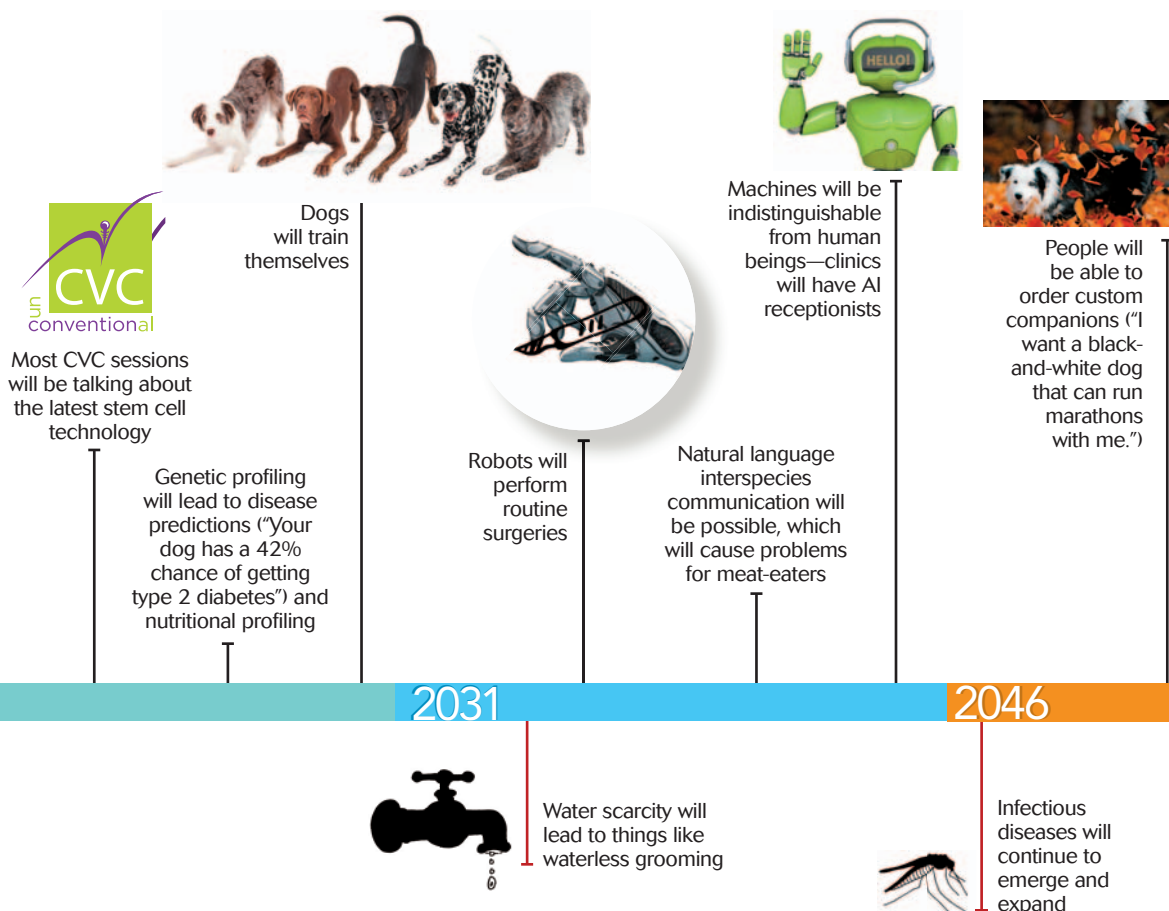 HELLO!
Dogs
will train
themselves
CVC
un
conventional
Most CVC sessions
will be talking about
the latest stem cell
technology
Genetic profiling
will lead to disease
predictions (“Your
dog has a 42%
chance of getting
type 2 diabetes”) and
nutritional profiling
Robots will
perform
routine
surgeries
Natural language
interspecies
communication will
be possible, which
will cause problems
for meat-eaters
Machines will be
indistinguishable
from human
beings—clinics
will have AI
receptionists
People will
be able to
order custom
companions (“I
want a black-
and-white dog
that can run
marathons
with me.”)
2031
2046
Water scarcity will
lead to things like
waterless grooming
Infectious
diseases will
continue to
emerge and
expand